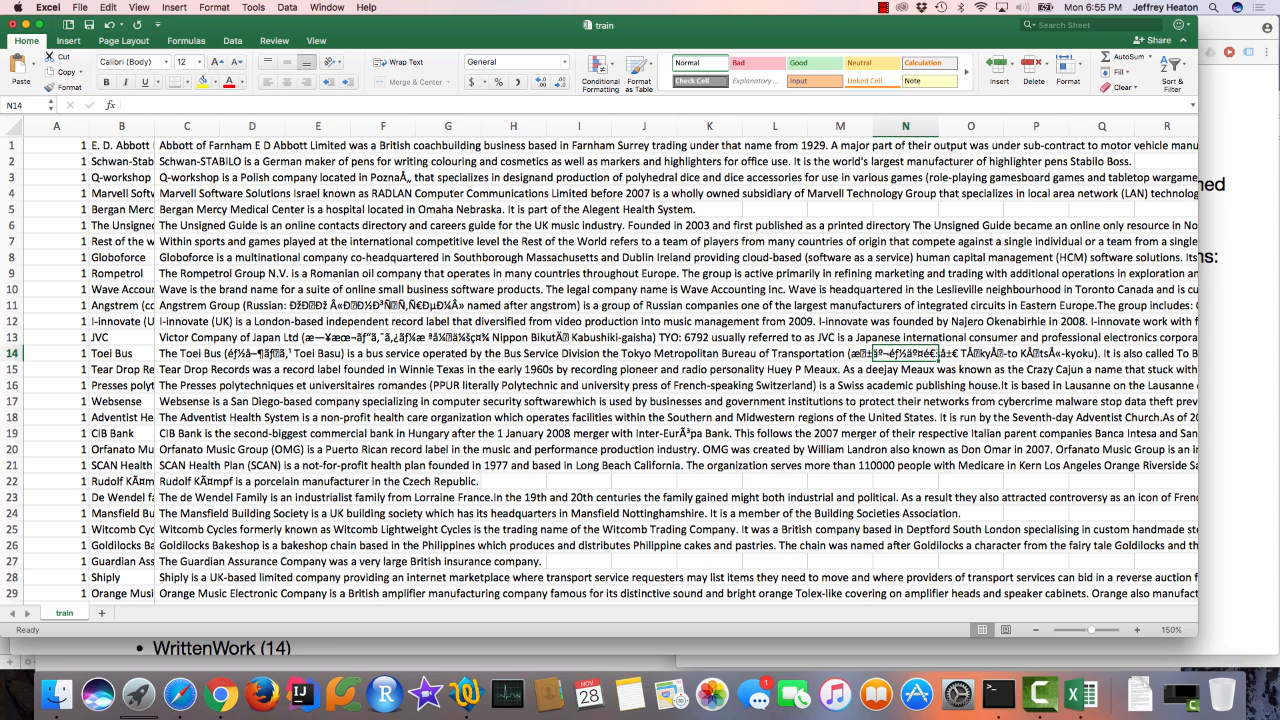 Excel File Edit View Insert Format Tools Data Window Help Mon 6:55 PM Jeffrey Heaton
train Search Sheet
Home Insert Page Layout Formulas Data Review View Share
Paste Cut Copy Format Calibri (Body) 12 Wrap Text Merge & Center General Conditional Formatting Format as Table Normal Bad Good Neutral Calculation Check Cell Explanatory ... Input Linked Cell Note Insert Delete Format AutoSum Fill Clear Sort & Filter
N14 fx
A B C D E F G H I J K L M N O P Q R
1 1 E. D. Abbott Abbott of Farnham E D Abbott Limited was a British coachbuilding business based in Farnham Surrey trading under that name from 1929. A major part of their output was under sub-contract to motor vehicle manu
2 1 Schwan-Stab Schwan-STABILO is a German maker of pens for writing colouring and cosmetics as well as markers and highlighters for office use. It is the world's largest manufacturer of highlighter pens Stabilo Boss.
3 1 Q-workshop Q-workshop is a Polish company located in PoznaÅ„ that specializes in designand production of polyhedral dice and dice accessories for use in various games (role-playing gamesboard games and tabletop wargames
4 1 Marvell Softw Marvell Software Solutions Israel known as RADLAN Computer Communications Limited before 2007 is a wholly owned subsidiary of Marvell Technology Group that specializes in local area network (LAN) technolog
5 1 Bergan Merc Bergan Mercy Medical Center is a hospital located in Omaha Nebraska. It is part of the Alegent Health System.
6 1 The Unsigned The Unsigned Guide is an online contacts directory and careers guide for the UK music industry. Founded in 2003 and first published as a printed directory The Unsigned Guide became an online only resource in No
7 1 Rest of the w Within sports and games played at the international competitive level the Rest of the World refers to a team of players from many countries of origin that compete against a single individual or a team from a single
8 1 Globoforce Globoforce is a multinational company co-headquartered in Southborough Massachusetts and Dublin Ireland providing cloud-based (software as a service) human capital management (HCM) software solutions. Its
9 1 Rompetrol The Rompetrol Group N.V. is a Romanian oil company that operates in many countries throughout Europe. The group is active primarily in refining marketing and trading with additional operations in exploration and
10 1 Wave Accour Wave is the brand name for a suite of online small business software products. The legal company name is Wave Accounting Inc. Wave is headquartered in the Leslieville neighbourhood in Toronto Canada and is cu
11 1 Angstrem (co Angstrem Group (Russian: named after angstrom) is a group of Russian companies one of the largest manufacturers of integrated circuits in Eastern Europe.The group includes:
12 1 I-innovate (U I-innovate (UK) is a London-based independent record label that diversified from video production into music management from 2009. I-innovate was founded by Najero Okenabirhie in 2008. I-innovate work with
13 1 JVC Victor Company of Japan Ltd ( Nippon Bikutā Kabushiki-gaisha) TYO: 6792 usually referred to as JVC is a Japanese international consumer and professional electronics corpora
14 1 Toei Bus The Toei Bus ( Toei Basu) is a bus service operated by the Bus Service Division the Tokyo Metropolitan Bureau of Transportation ( -kyoku). It is also called To B
15 1 Tear Drop Re Tear Drop Records was a record label founded in Winnie Texas in the early 1960s by recording pioneer and radio personality Huey P Meaux. As a deejay Meaux was known as the Crazy Cajun a name that stuck with
16 1 Presses polyt Presses polytechniques et universitaires romandes (PPUR literally Polytechnic and university press of French-speaking Switzerland) is a Swiss academic publishing house.It is based in Lausanne on the Lausanne
17 1 Websense Websense is a San Diego-based company specializing in computer security softwarewhich is used by businesses and government institutions to protect their networks from cybercrime malware stop data theft prev
18 1 Adventist He The Adventist Health System is a non-profit health care organization which operates facilities within the Southern and Midwestern regions of the United States. It is run by the Seventh-day Adventist Church.As of 20
19 1 CIB Bank CIB Bank is the second-biggest commercial bank in Hungary after the 1 January 2008 merger with Inter-EurÃ³pa Bank. This follows the 2007 merger of their respective Italian parent companies Banca Intesa and San
20 1 Orfanato Mu Orfanato Music Group (OMG) is a Puerto Rican record label in the music and performance production industry. OMG was created by William Landron also known as Don Omar in 2007. Orfanato Music Group is an in
21 1 SCAN Health SCAN Health Plan (SCAN) is a not-for-profit health plan founded in 1977 and based in Long Beach California. The organization serves more than 110000 people with Medicare in Kern Los Angeles Orange Riverside Sa
22 1 Rudolf KÃ¤m Rudolf KÃ¤mpf is a porcelain manufacturer in the Czech Republic.
23 1 De Wendel F The de Wendel Family is an industrialist family from Lorraine France.In the 19th and 20th centuries the family gained might both industrial and political. As a result they also attracted controversy as an icon of Frenc
24 1 Mansfield Bu The Mansfield Building Society is a UK building society which has its headquarters in Mansfield Nottinghamshire. It is a member of the Building Societies Association.
25 1 Witcomb Cyc Witcomb Cycles formerly known as Witcomb Lightweight Cycles is the trading name of the Witcomb Trading Company. It was a British company based in Deptford South London specialising in custom handmade ste
26 1 Goldilocks Ba Goldilocks Bakeshop is a bakeshop chain based in the Philippines which produces and distributes Philippine cakes and pastries. The chain was named after Goldilocks a character from the fairy tale Goldilocks and th
27 1 Guardian Ass The Guardian Assurance Company was a very large British insurance company.
28 1 Shiply Shiply is a UK-based limited company providing an internet marketplace where transport service requesters may list items they need to move and where providers of transport services can bid in a reverse auction f
29 1 Orange Musi Orange Music Electronic Company is a British amplifier manufacturing company famous for its distinctive sound and bright orange Tolex-like covering on amplifier heads and speaker cabinets. Orange also manufact
train
Ready 150%
ned
ns:
• WrittenWork (14)
NOV 28
1